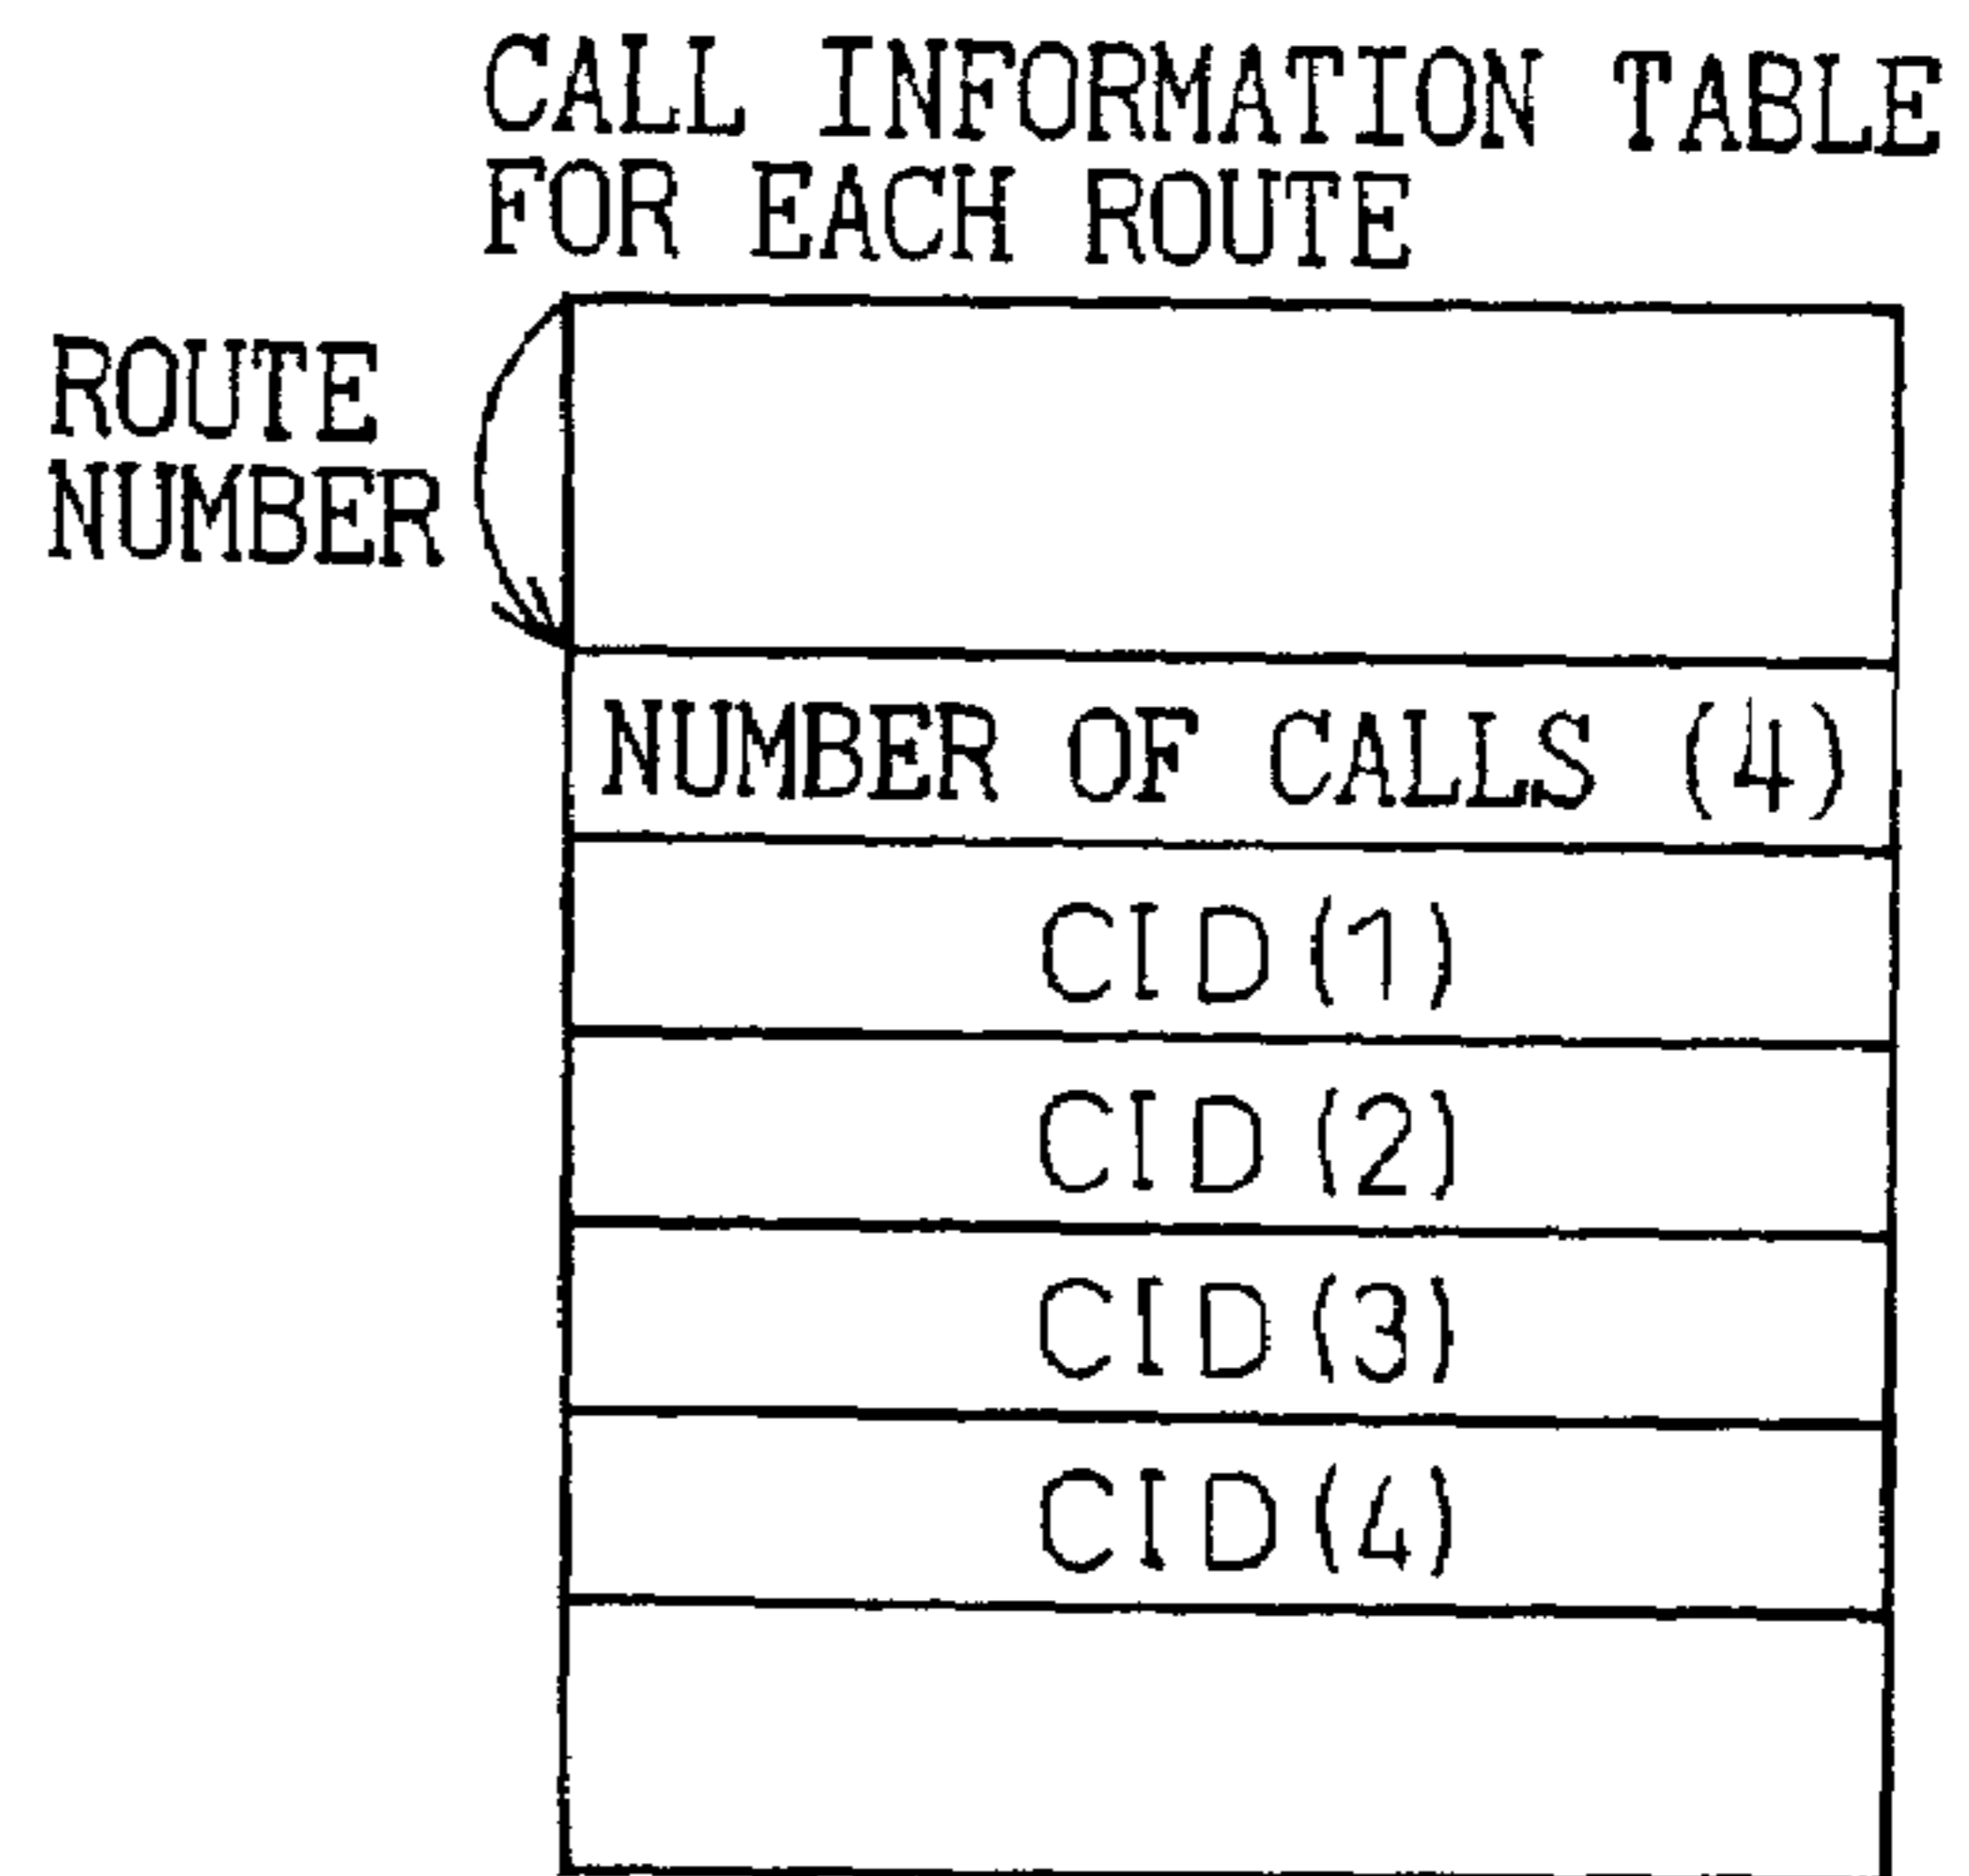 CALL INFORMATION TABLE
FOR EACH ROUTE
ROUTE
NUMBER
NUMBER OF CALLS (4)
CID(1)
CID(2)
CID(3)
CID(4)